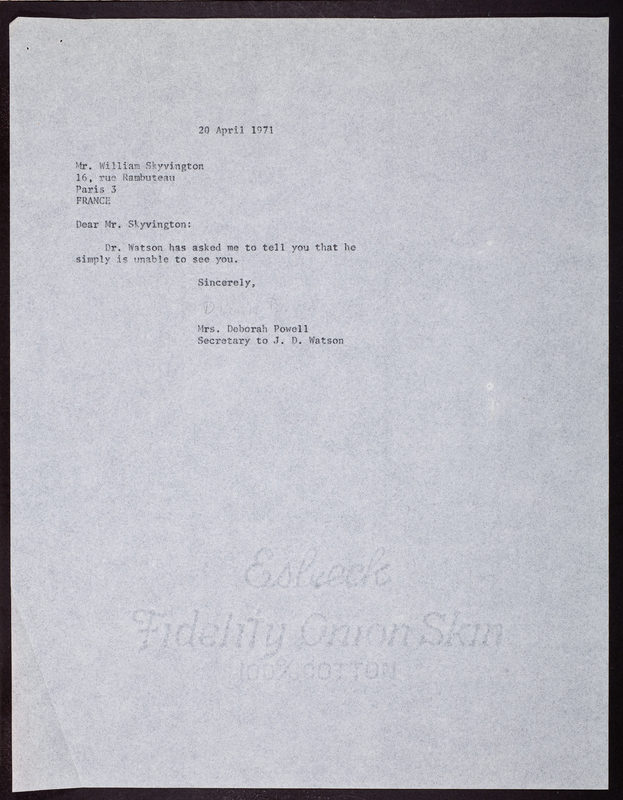 20 April 1971
Mr. William Skyvington
16, rue Rambuteau
Paris 3
FRANCE
Dear Mr. Skyvington:
Dr. Watson has asked me to tell you that he
simply is unable to see you.
Sincerely,
Mrs. Deborah Powell
Secretary to J. D. Watson
Esleeck
Fidelity Onion Skin
100% COTTON